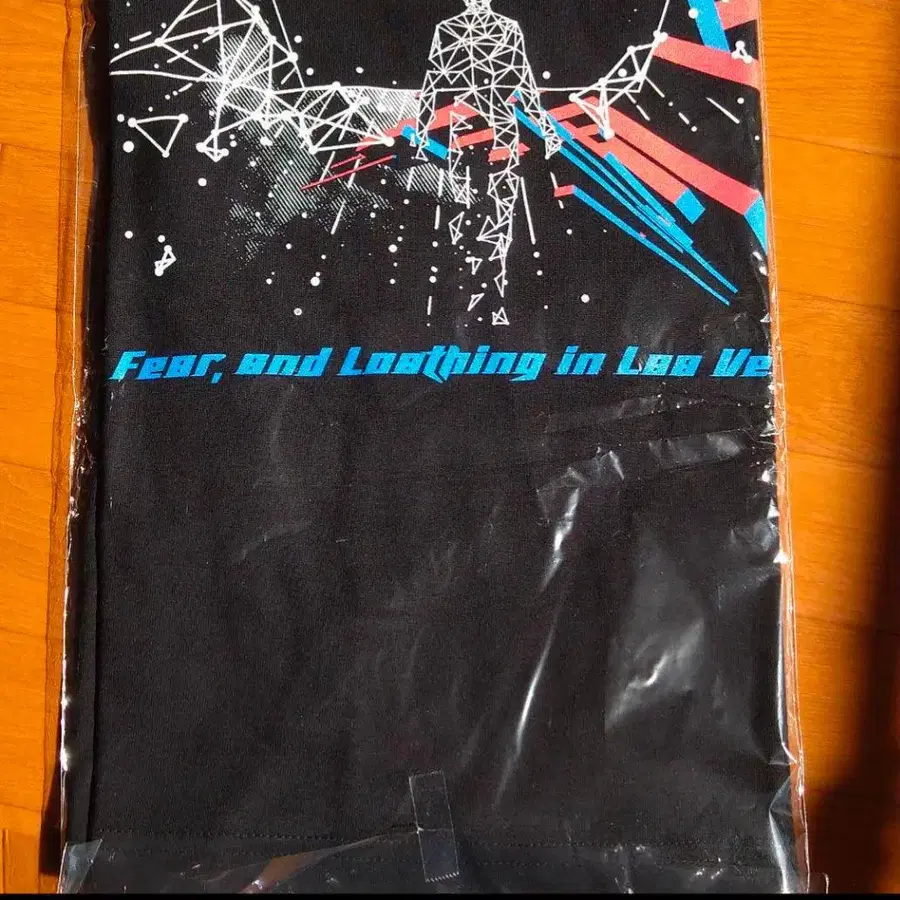 Fear, and Loathing in Las Ve